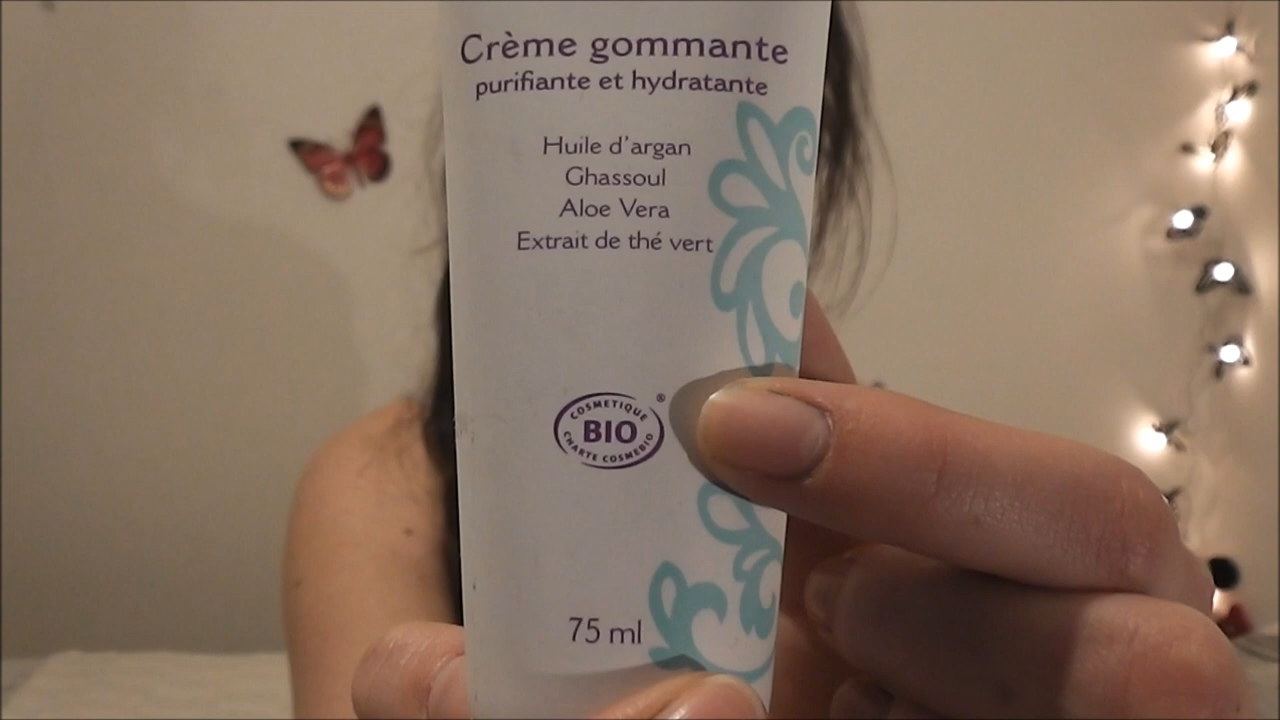 Crème gommante
purifiante et hydratante
Huile d'argan
Ghassoul
Aloe Vera
Extrait de thé vert
®
COSMETIQUE
BIO
CHARTE COSMEBIO
75 ml